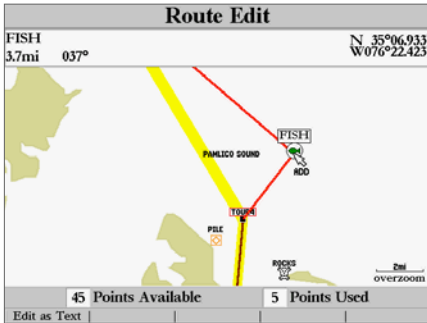 Route Edit
FISH
3.7mi 037°
N 35°06.933
W076°22.423
FISH
PAMLICO SOUND
ADD
TOUR4
PILE
ROCKS
2mi
overzoom
45 Points Available 5 Points Used
Edit as Text